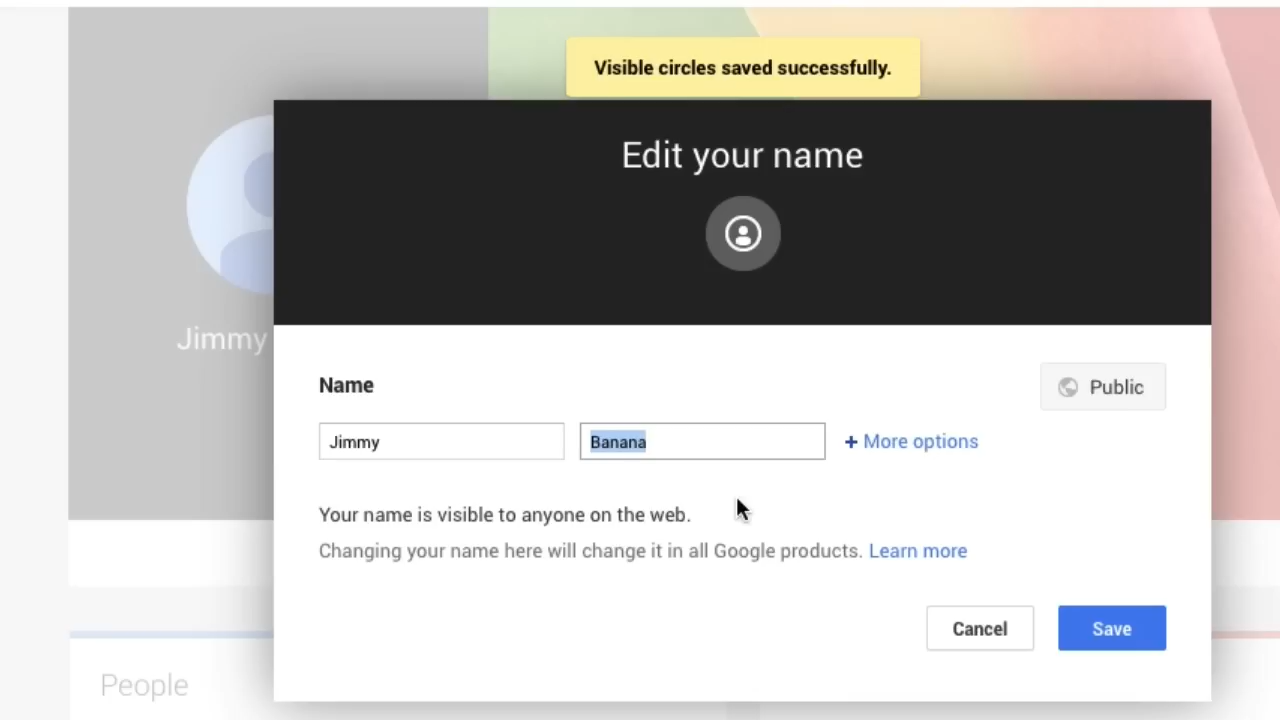 Visible circles saved successfully.
Edit your name
Jimmy
Name
Public
Jimmy
Banana
+ More options
Your name is visible to anyone on the web.
Changing your name here will change it in all Google products. Learn more
Cancel
Save
People